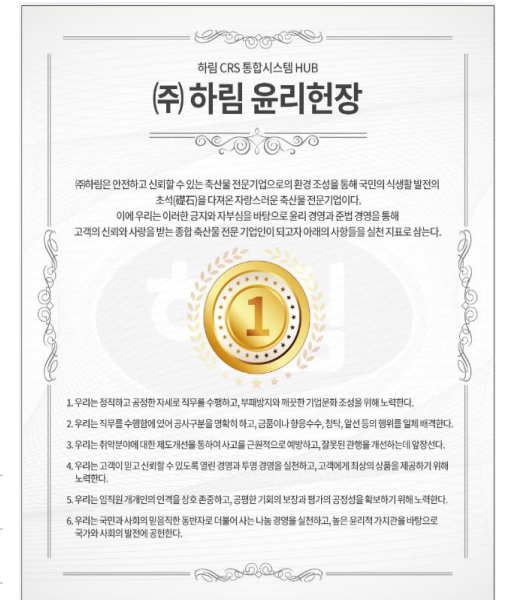 하림 CRS 통합시스템 HUB
(주) 하림 윤리헌장
㈜하림은 안전하고 신뢰할 수 있는 축산물 전문기업으로의 환경 조성을 통해 국민의 식생활 발전의
초석(礎石)을 다져온 자랑스러운 축산물 전문기업이다.
이에 우리는 이러한 긍지와 자부심을 바탕으로 윤리 경영과 준법 경영을 통해
고객의 신뢰와 사랑을 받는 종합 축산물 전문 기업인이 되고자 아래의 사항들을 실천 지표로 삼는다.
하림
1
1. 우리는 정직하고 공정한 자세로 직무를 수행하고, 부패방지와 깨끗한 기업문화 조성을 위해 노력한다.
2. 우리는 직무를 수행함에 있어 공사구분을 명확히 하고, 금품이나 향응수수, 청탁, 알선 등의 행위를 일체 배격한다.
3. 우리는 취약분야에 대한 제도개선을 통하여 사고를 근원적으로 예방하고, 잘못된 관행을 개선하는데 앞장선다.
4. 우리는 고객이 믿고 신뢰할 수 있도록 열린 경영과 투명 경영을 실천하고, 고객에게 최상의 상품을 제공하기 위해
노력한다.
5. 우리는 임직원 개개인의 인격을 상호 존중하고, 공평한 기회의 보장과 평가의 공정성을 확보하기 위해 노력한다.
6. 우리는 국민과 사회의 믿음직한 동반자로 더불어 사는 나눔 경영을 실천하고, 높은 윤리적 가치관을 바탕으로
국가와 사회의 발전에 공헌한다.